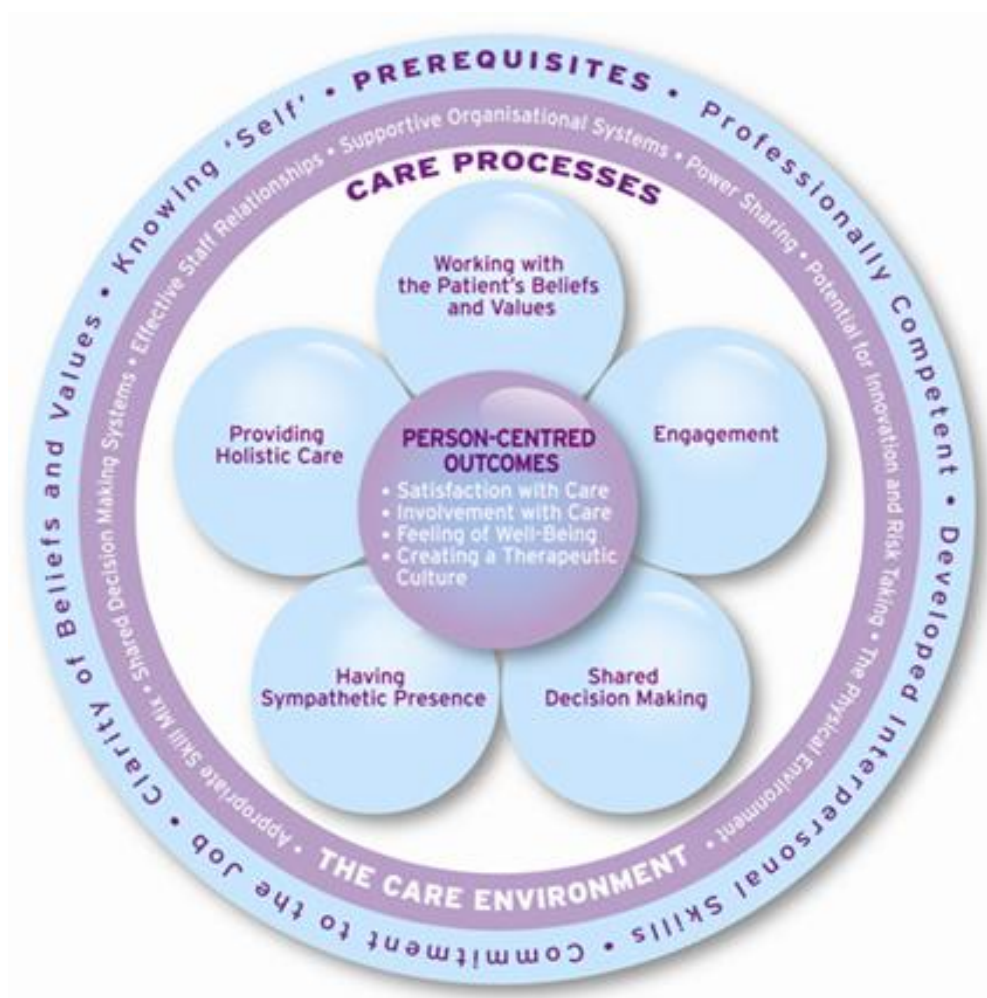 PREREQUISITES • Professionally Competent • Developed Interpersonal Skills • Commitment to the Job • Clarity of Beliefs and Values • Knowing 'Self' •
THE CARE ENVIRONMENT • Appropriate Skill Mix • Shared Decision Making Systems • Effective Staff Relationships • Supportive Organisational Systems • Power Sharing • Potential for Innovation and Risk Taking • The Physical Environment •
CARE PROCESSES
Working with
the Patient's Beliefs
and Values
Engagement
Shared
Decision Making
Having
Sympathetic Presence
Providing
Holistic Care
PERSON-CENTRED
OUTCOMES
• Satisfaction with Care
• Involvement with Care
• Feeling of Well-Being
• Creating a Therapeutic
Culture